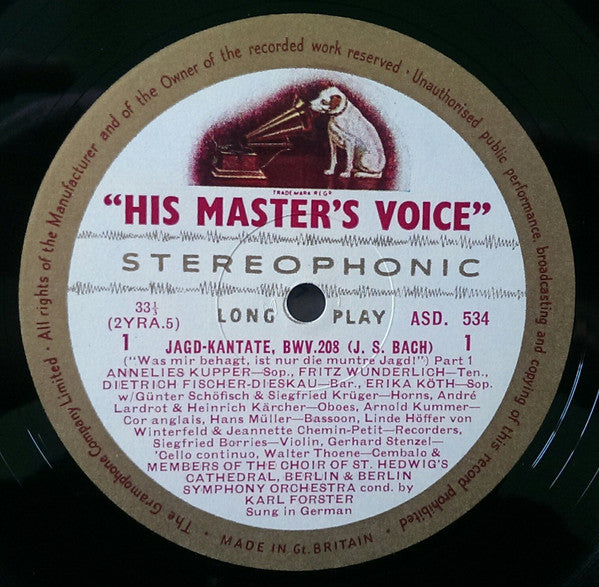 · All rights of the Manufacturer and of the Owner of the recorded work reserved · Unauthorised public performance, broadcasting and copying of this record prohibited
TRADE MARK REGD
"HIS MASTER'S VOICE"
STEREOPHONIC
33⅓
(2YRA.5)
LONG PLAY
ASD. 534
1 JAGD-KANTATE, BWV.208 (J. S. BACH) 1
("Was mir behagt, ist nur die muntre Jagd!") Part 1
ANNELIES KUPPER—Sop., FRITZ WUNDERLICH—Ten.,
DIETRICH FISCHER-DIESKAU—Bar., ERIKA KÖTH—Sop.
w/Günter Schöfisch & Siegfried Krüger—Horns, André
Lardrot & Heinrich Kärcher—Oboes, Arnold Kummer—
Cor anglais, Hans Müller—Bassoon, Linde Höffer von
Winterfeld & Jeannette Chemin-Petit—Recorders,
Siegfried Borries—Violin, Gerhard Stenzel—
'Cello continuo, Walter Thoene—Cembalo &
MEMBERS OF THE CHOIR OF ST. HEDWIG'S
CATHEDRAL, BERLIN & BERLIN
SYMPHONY ORCHESTRA cond. by
KARL FORSTER
Sung in German
The Gramophone Company Limited
· MADE IN Gt. BRITAIN ·